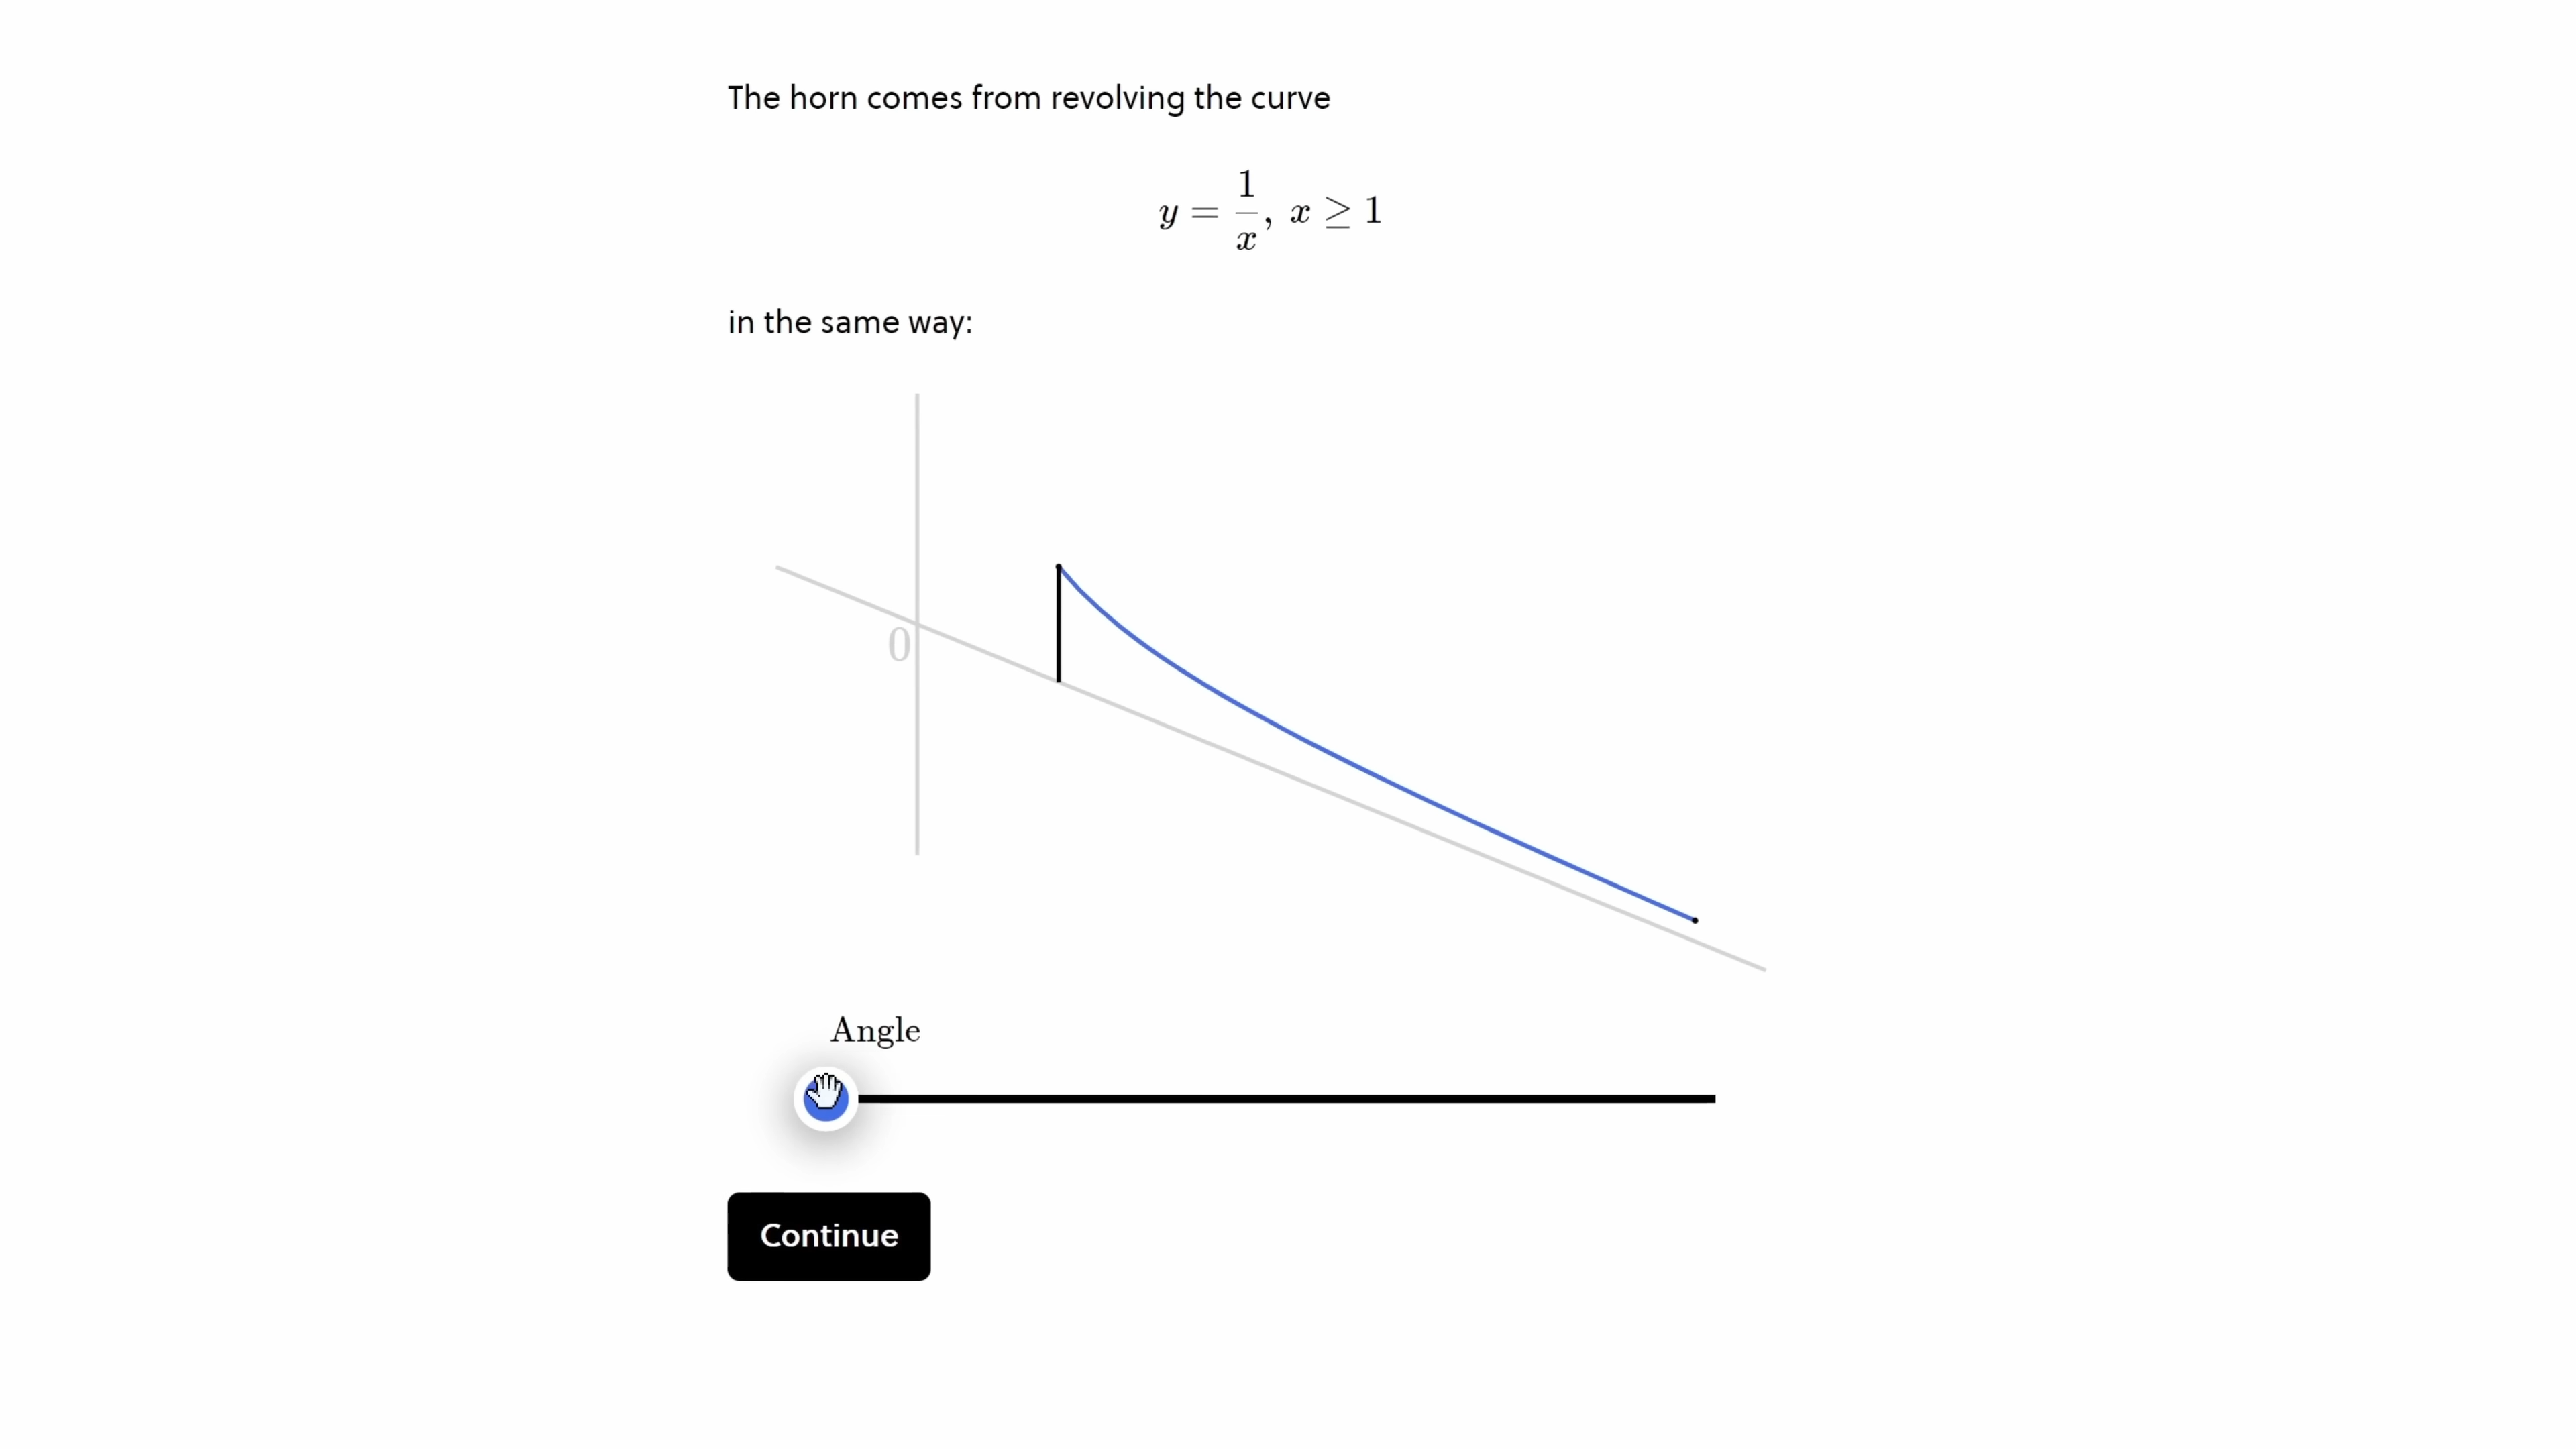 The horn comes from revolving the curve
y = 1/x, x ≥ 1
in the same way:
0
Angle
Continue